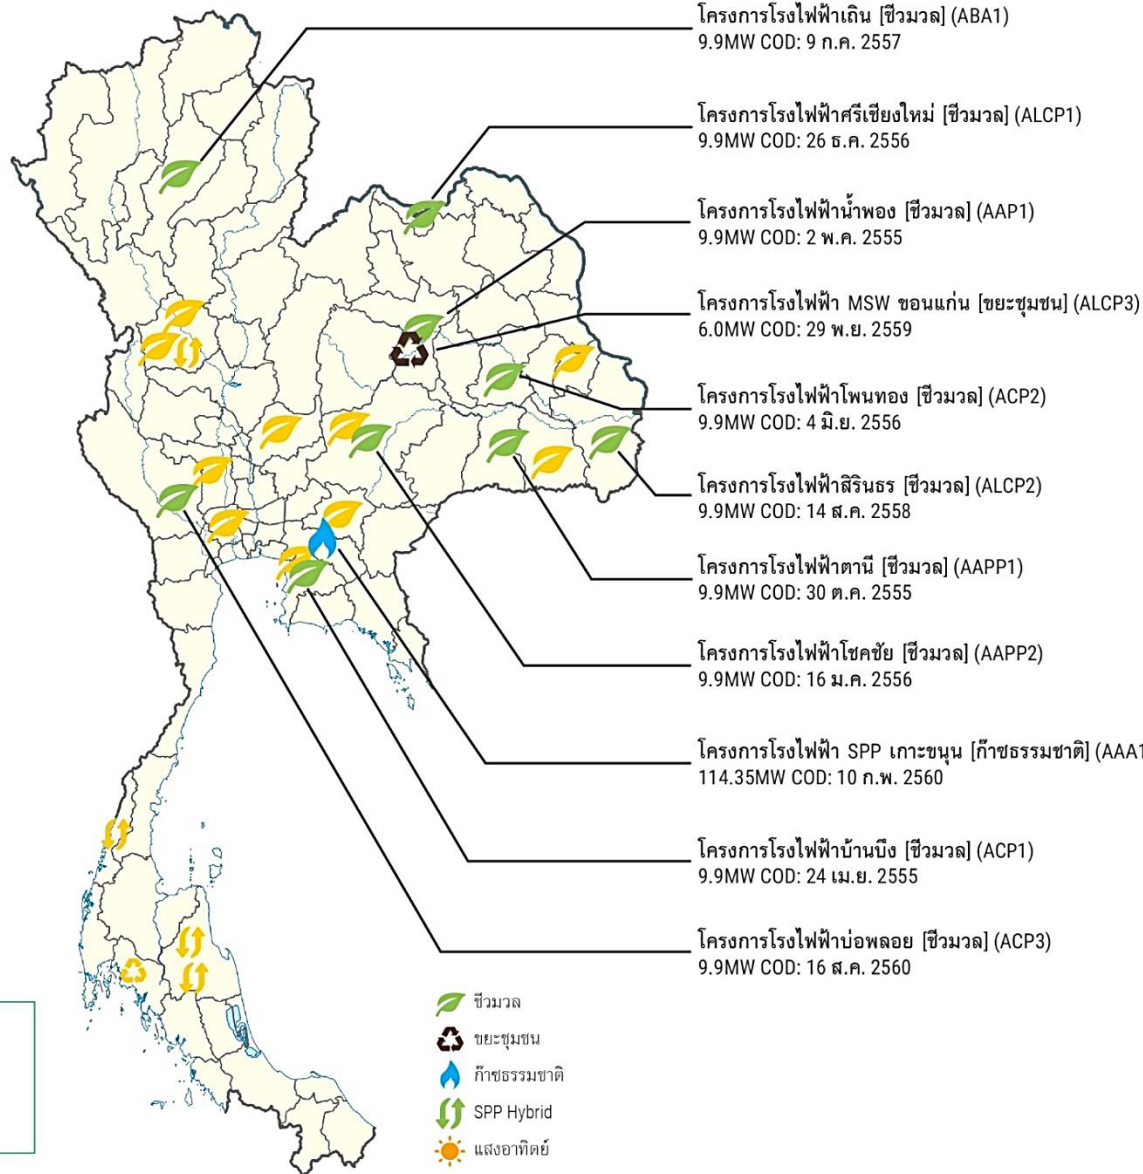 โครงการโรงไฟฟ้าเถิน [ชีวมวล] (ABA1)
9.9MW COD: 9 ก.ค. 2557
โครงการโรงไฟฟ้าศรีเชียงใหม่ [ชีวมวล] (ALCP1)
9.9MW COD: 26 ธ.ค. 2556
โครงการโรงไฟฟ้าน้ำพอง [ชีวมวล] (AAP1)
9.9MW COD: 2 พ.ค. 2555
โครงการโรงไฟฟ้า MSW ขอนแก่น [ขยะชุมชน] (ALCP3)
6.0MW COD: 29 พ.ย. 2559
โครงการโรงไฟฟ้าโพนทอง [ชีวมวล] (ACP2)
9.9MW COD: 4 มิ.ย. 2556
โครงการโรงไฟฟ้าสิรินธร [ชีวมวล] (ALCP2)
9.9MW COD: 14 ส.ค. 2558
โครงการโรงไฟฟ้าตานี [ชีวมวล] (AAPP1)
9.9MW COD: 30 ต.ค. 2555
โครงการโรงไฟฟ้าโชคชัย [ชีวมวล] (AAPP2)
9.9MW COD: 16 ม.ค. 2556
โครงการโรงไฟฟ้า SPP เกาะขนุน [ก๊าซธรรมชาติ] (AAA1
114.35MW COD: 10 ก.พ. 2560
โครงการโรงไฟฟ้าบ้านบึง [ชีวมวล] (ACP1)
9.9MW COD: 24 เม.ย. 2555
โครงการโรงไฟฟ้าบ่อพลอย [ชีวมวล] (ACP3)
9.9MW COD: 16 ส.ค. 2560
ชีวมวล
ขยะชุมชน
ก๊าซธรรมชาติ
SPP Hybrid
แสงอาทิตย์